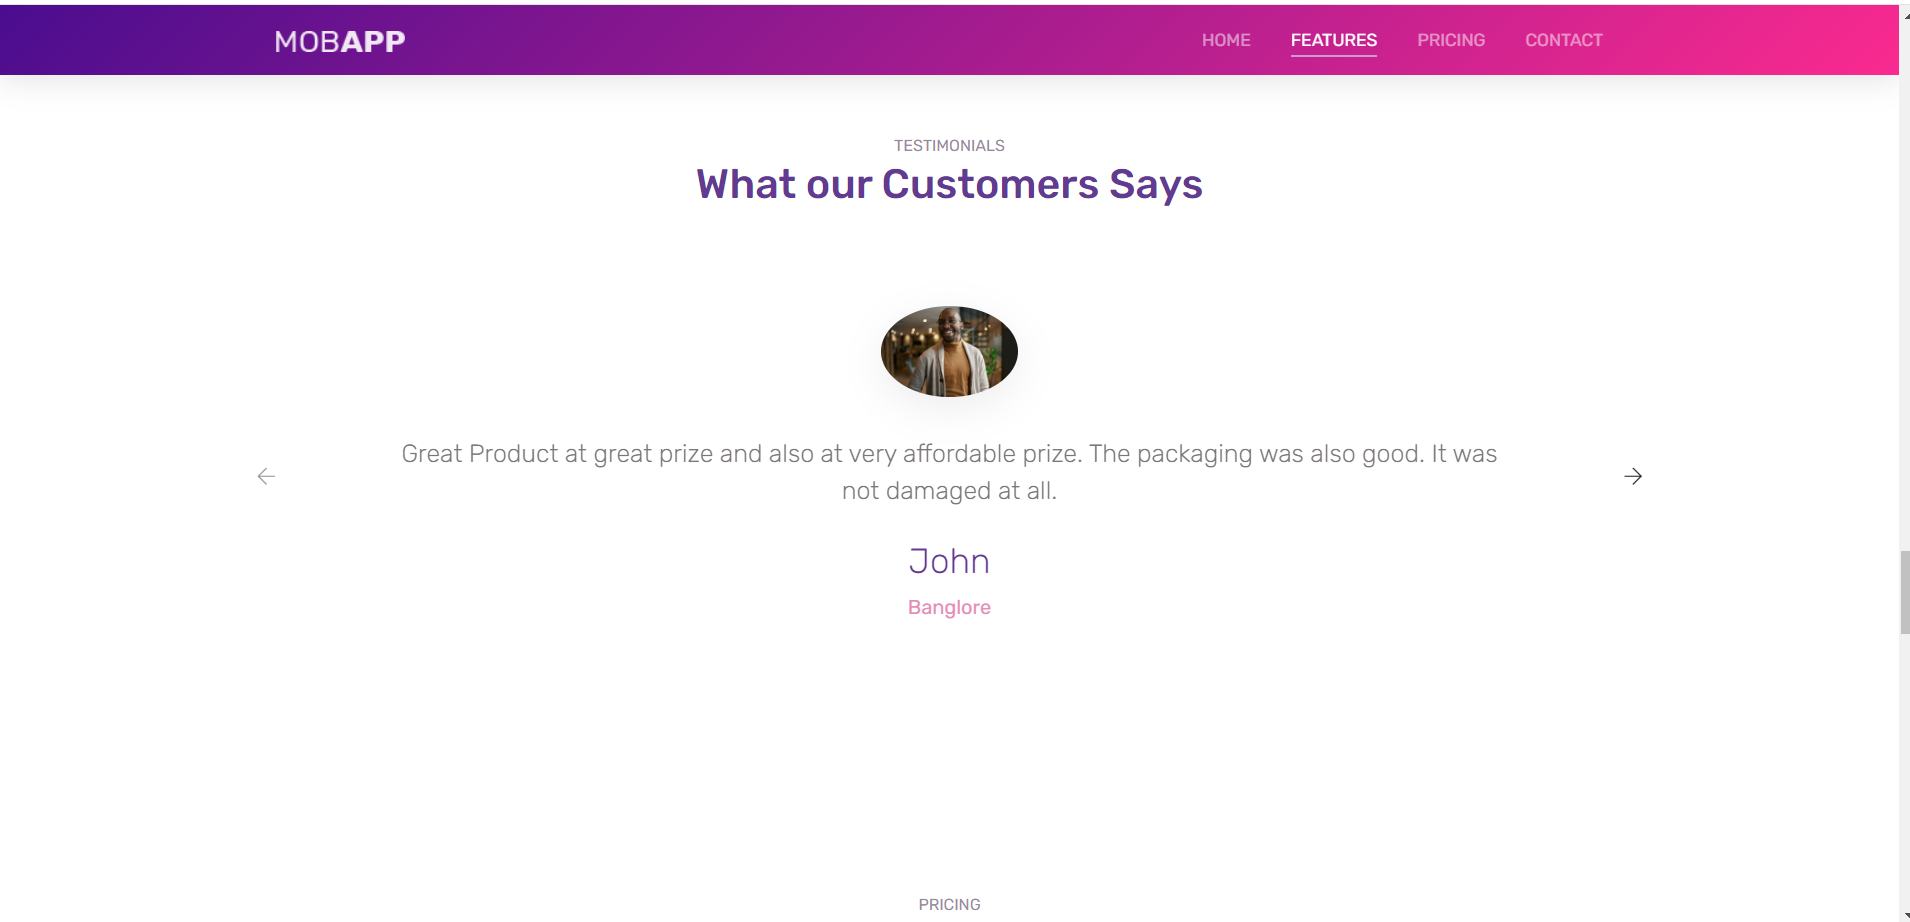 MOBAPP
HOME FEATURES PRICING CONTACT
TESTIMONIALS
What our Customers Says
Great Product at great prize and also at very affordable prize. The packaging was also good. It was
not damaged at all.
John
Banglore
PRICING